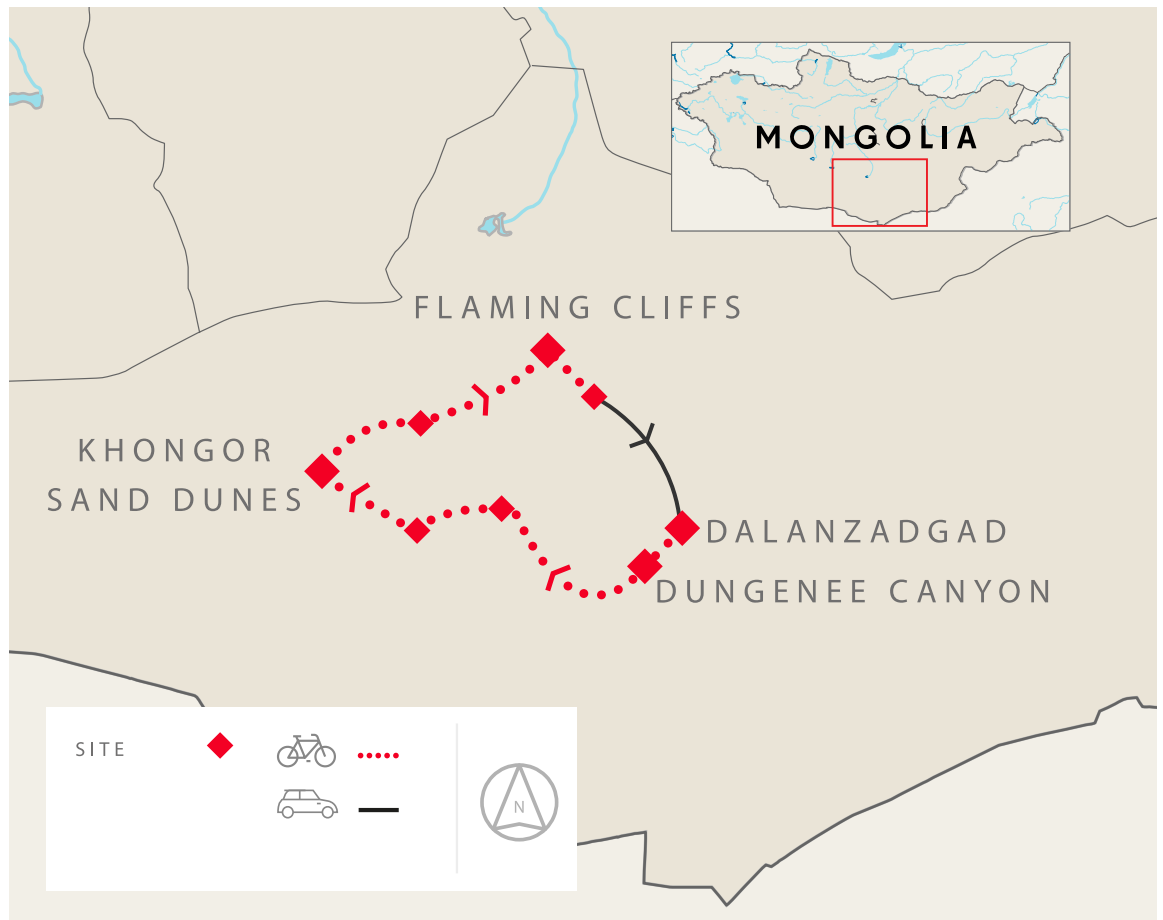 MONGOLIA
FLAMING CLIFFS
KHONGOR
SAND DUNES
DALANZADGAD
DUNGENEE CANYON
SITE
N